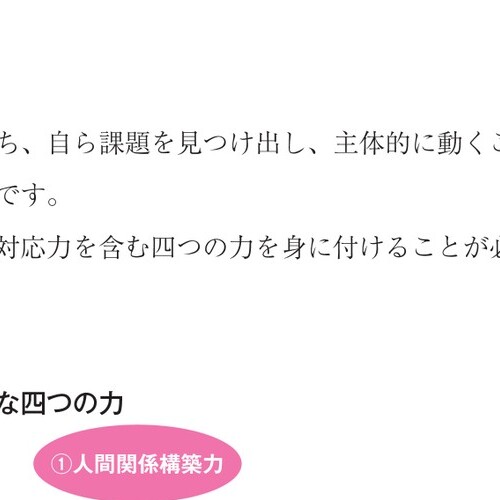 ち、自ら課題を見つけ出し、主体的に動く
です。
対応力を含む四つの力を身に付けることが
な四つの力
①人間関係構築力